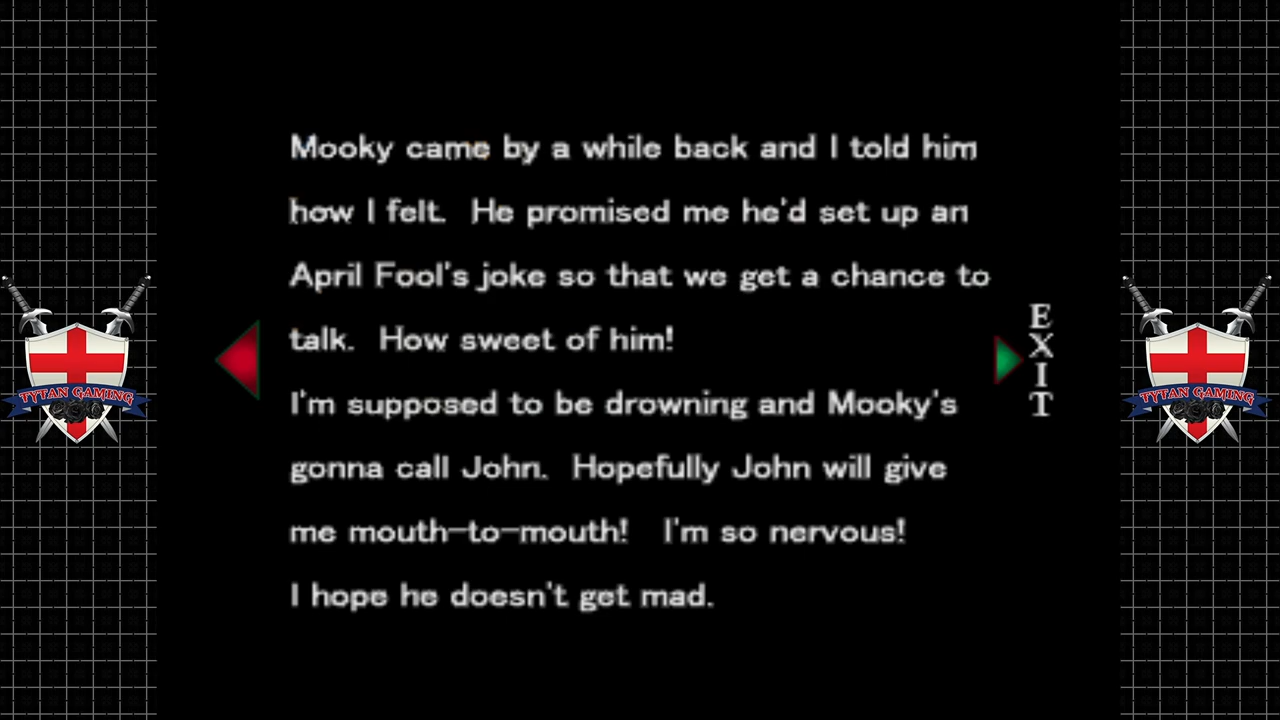 Mooky came by a while back and I told him
how I felt. He promised me he'd set up an
April Fool's joke so that we get a chance to
talk. How sweet of him!
I'm supposed to be drowning and Mooky's
gonna call John. Hopefully John will give
me mouth-to-mouth! I'm so nervous!
I hope he doesn't get mad.
EXIT
TYTAN GAMING
TYTAN GAMING